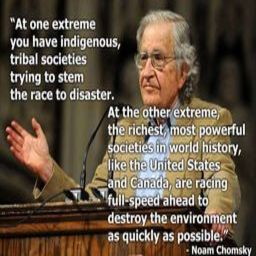 “At one extreme
you have indigenous,
tribal societies
trying to stem
the race to disaster.
At the other extreme,
the richest, most powerful
societies in world history,
like the United States
and Canada, are racing
full-speed ahead to
destroy the environment
as quickly as possible.”
- Noam Chomsky